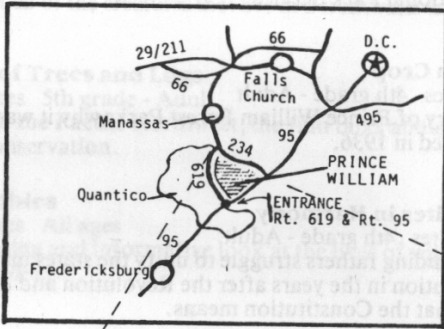 66
D.C.
29/211
66
Falls
Church
495
Manassas
95
234
619
PRINCE
WILLIAM
Quantico
ENTRANCE
Rt. 619 & Rt. 95
95
Fredericksburg